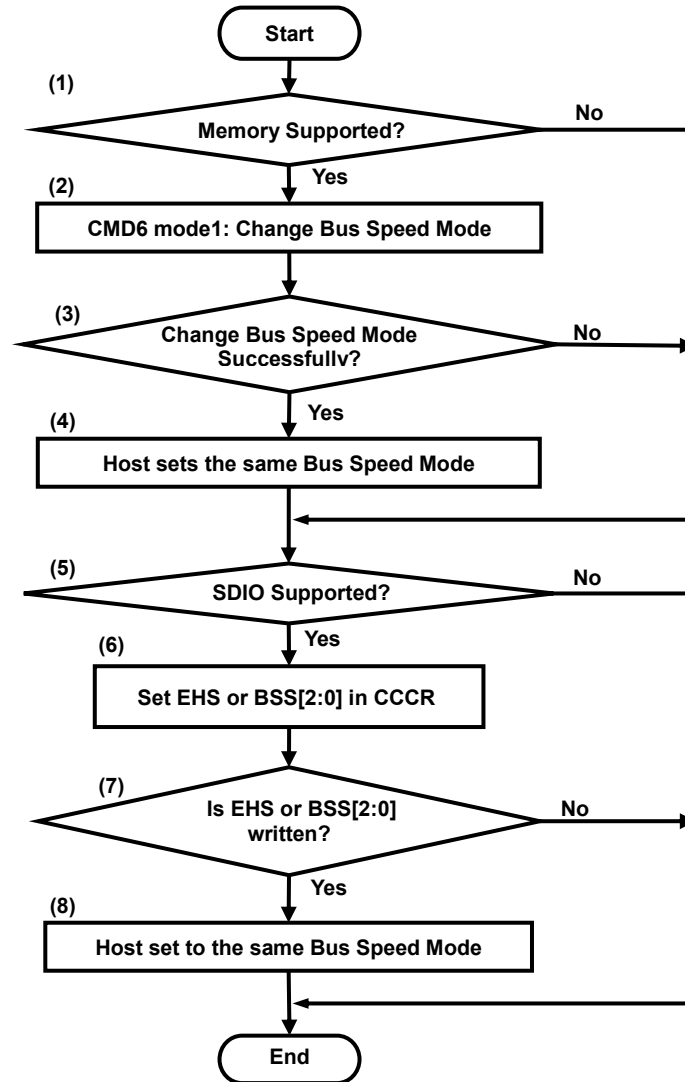 Start
(1)
Memory Supported?
No
Yes
(2)
CMD6 mode1: Change Bus Speed Mode
(3)
Change Bus Speed Mode
Successfully?
No
Yes
(4)
Host sets the same Bus Speed Mode
(5)
SDIO Supported?
No
Yes
(6)
Set EHS or BSS[2:0] in CCCR
(7)
Is EHS or BSS[2:0]
written?
No
Yes
(8)
Host set to the same Bus Speed Mode
End